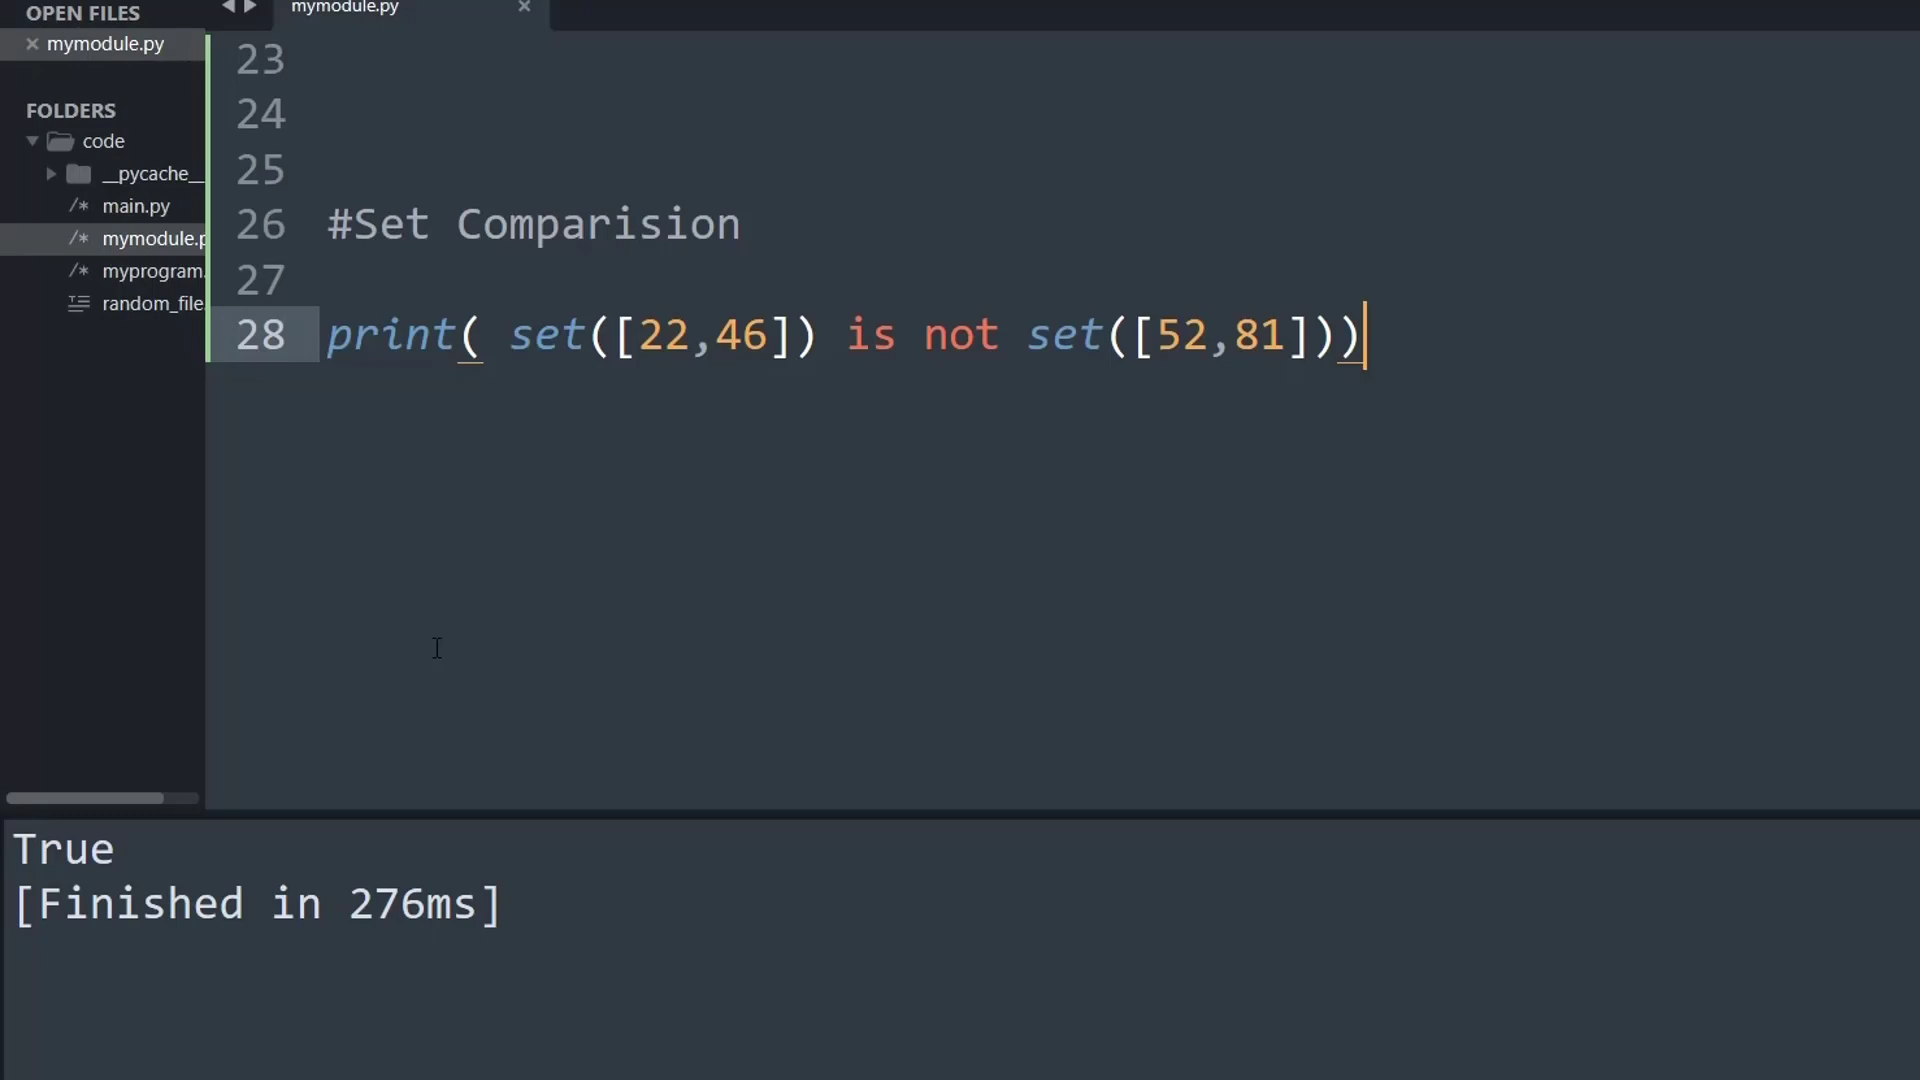 OPEN FILES
mymodule.py
FOLDERS
code
__pycache__
main.py
mymodule.p
myprogram.
random_file.
mymodule.py
23
24
25
26 #Set Comparision
27
28 print( set([22,46]) is not set([52,81]))
True
[Finished in 276ms]